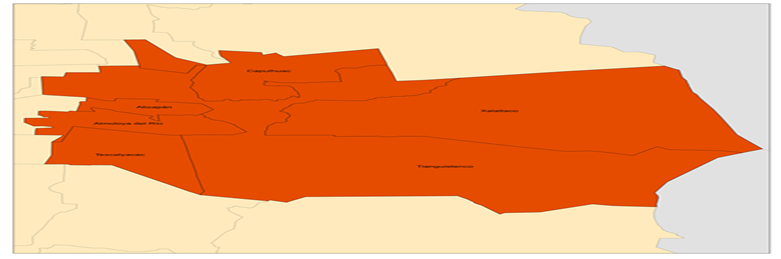 Capulhuac
Xalatlaco
Atizapán
Almoloya del Río
Texcalyacac
Tianguistenco